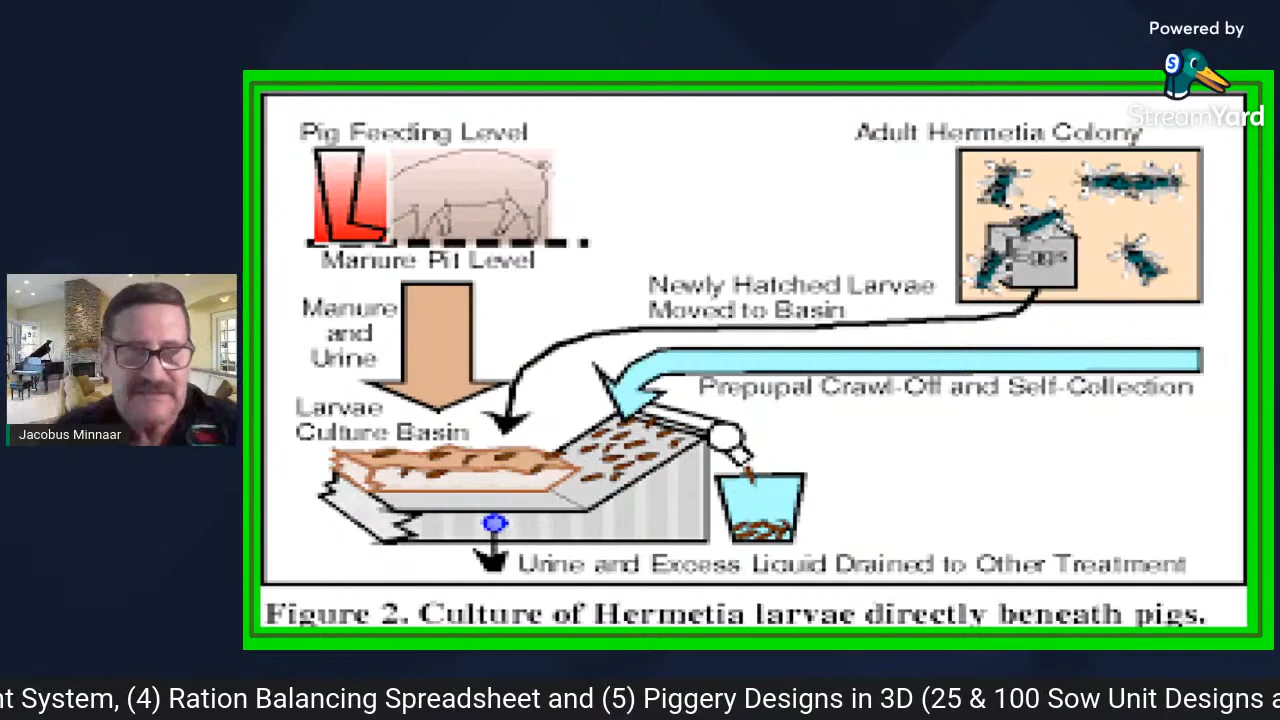 Powered by
StreamYard
Pig Feeding Level
Adult Hermetia Colony
Manure Pit Level
Eggs
Newly Hatched Larvae
Moved to Basin
Manure
and
Urine
Prepupal Crawl-Off and Self-Collection
Larvae
Culture Basin
Jacobus Minnaar
Urine and Excess Liquid Drained to Other Treatment
Figure 2. Culture of Hermetia larvae directly beneath pigs.
nt System, (4) Ration Balancing Spreadsheet and (5) Piggery Designs in 3D (25 & 100 Sow Unit Designs a